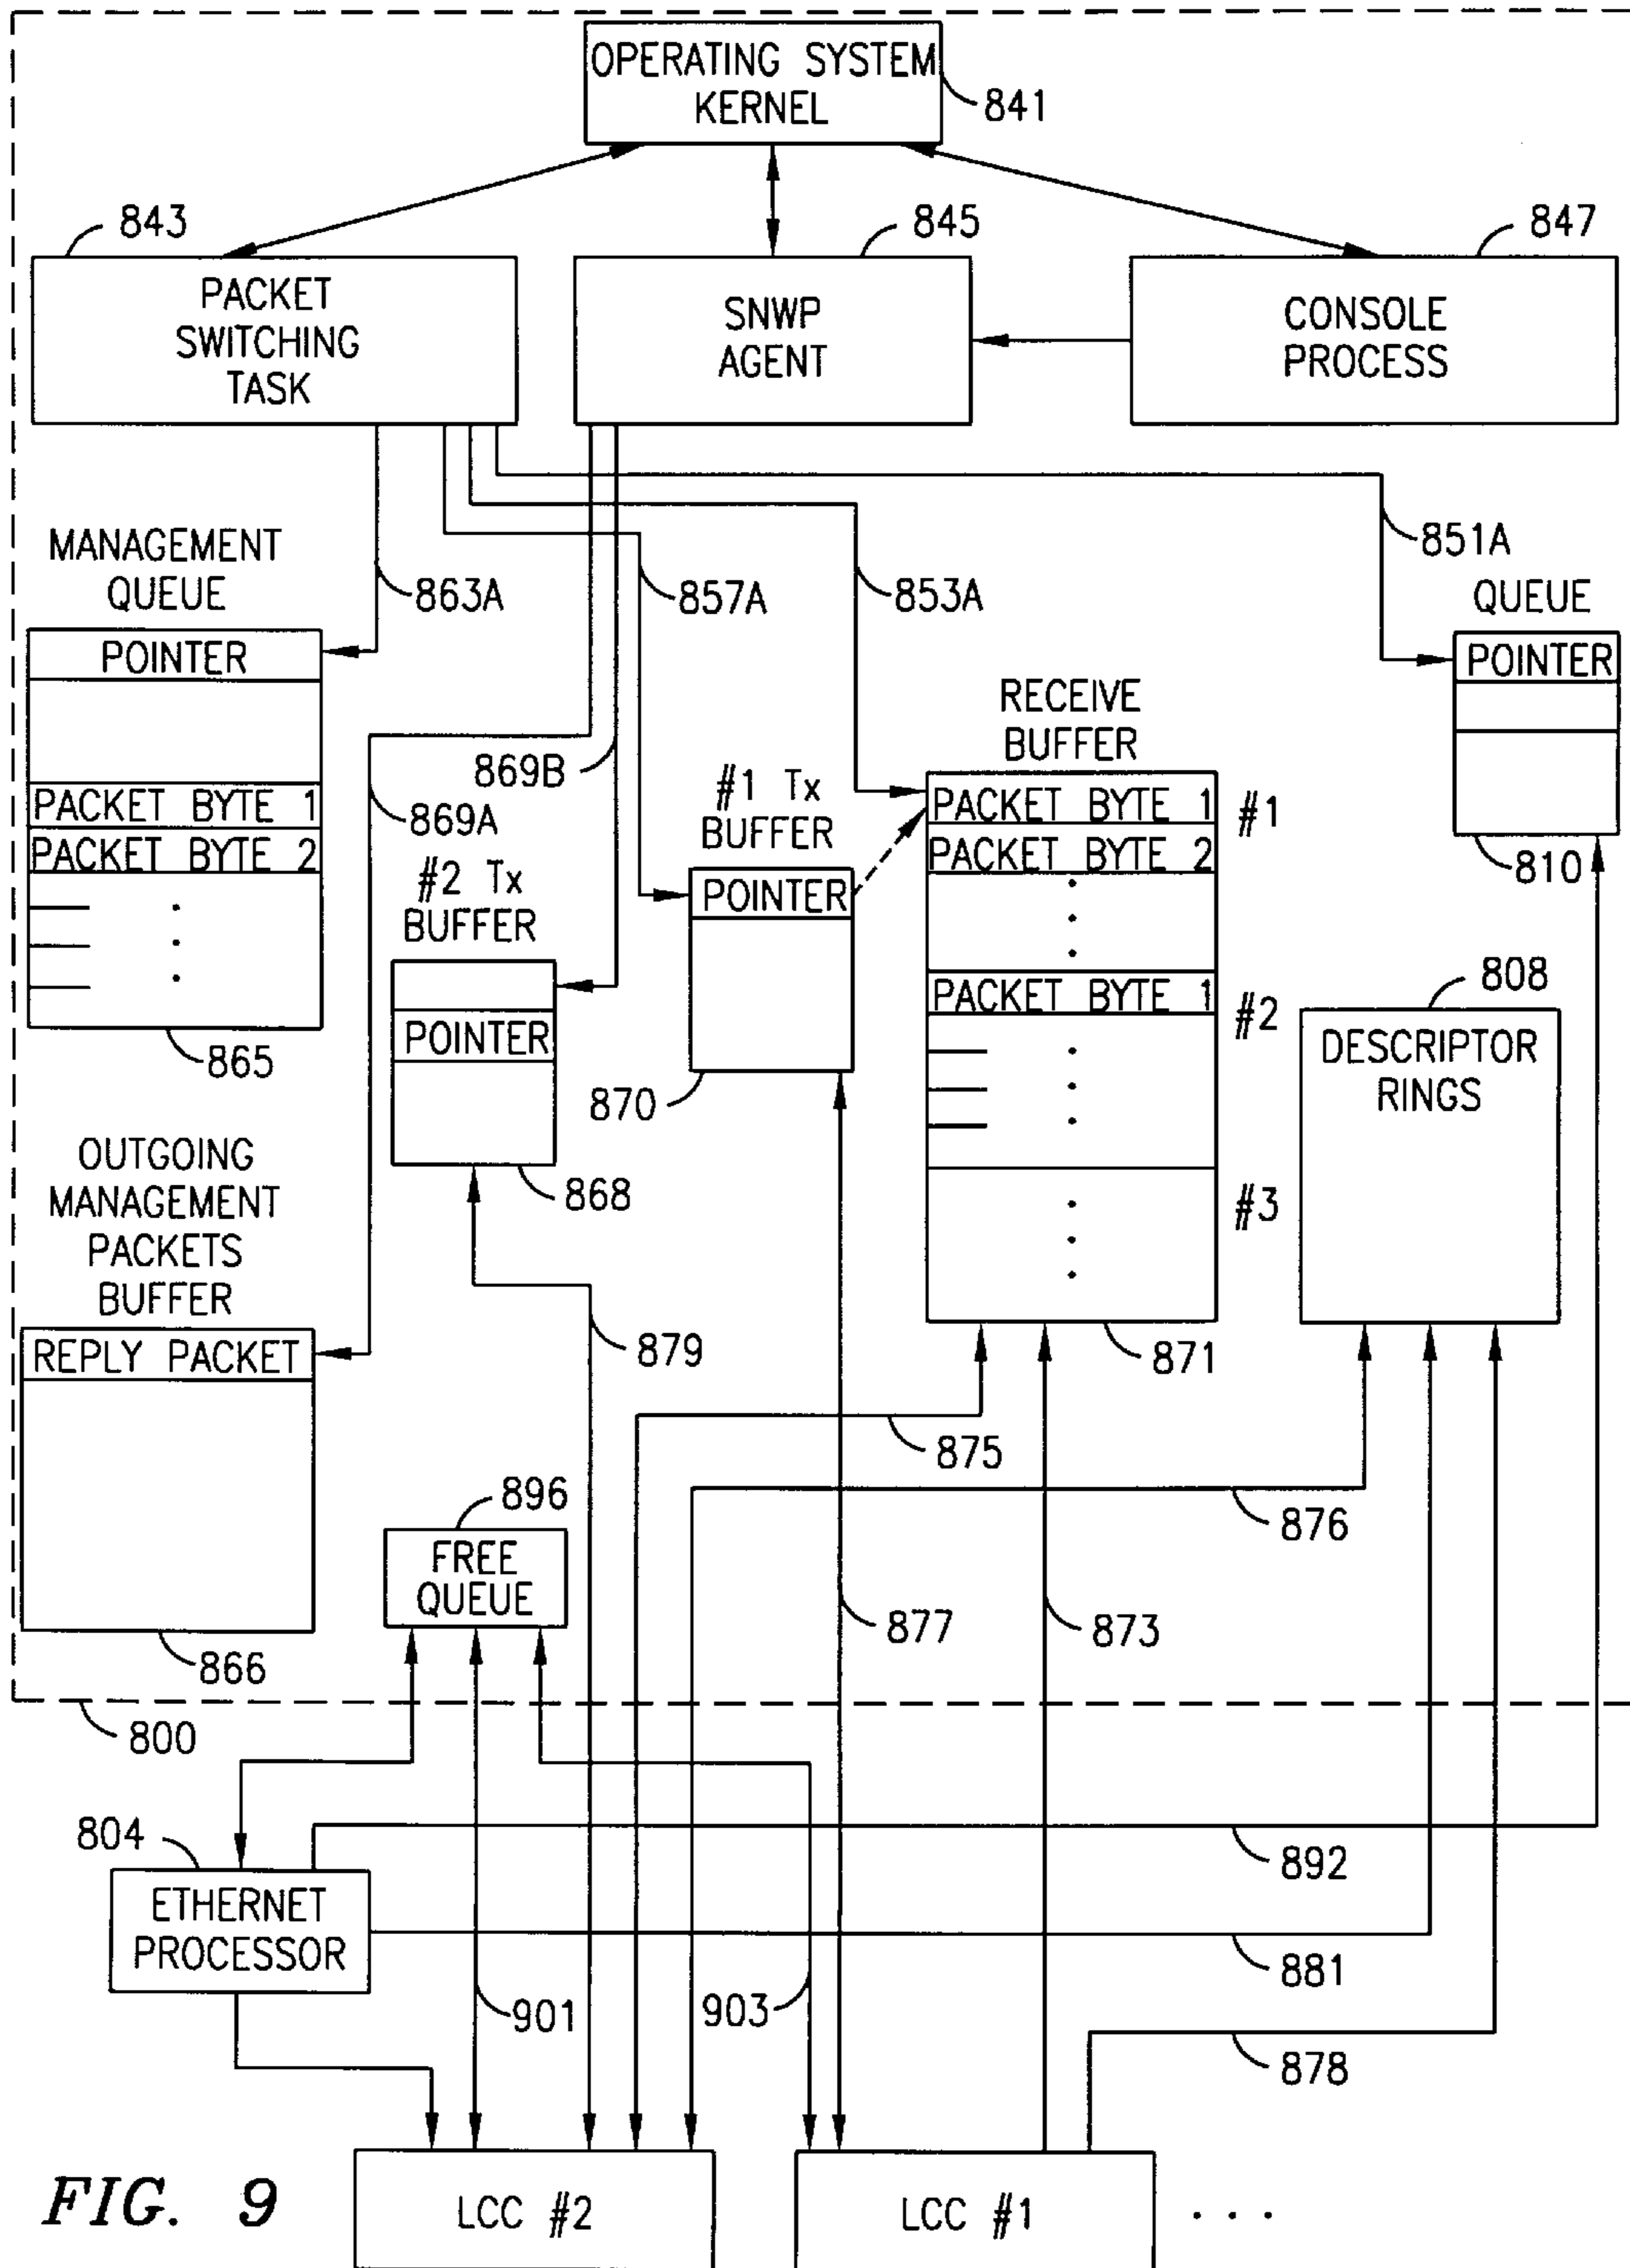 OPERATING SYSTEM
KERNEL
841
843
845
847
PACKET
SWITCHING
TASK
SNWP
AGENT
CONSOLE
PROCESS
MANAGEMENT
QUEUE
863A
857A
853A
851A
QUEUE
POINTER
POINTER
RECEIVE
BUFFER
869B
#1 Tx
BUFFER
PACKET BYTE 1
#1
PACKET BYTE 1
869A
PACKET BYTE 2
PACKET BYTE 2
810
#2 Tx
BUFFER
POINTER
808
PACKET BYTE 1
#2
POINTER
DESCRIPTOR
RINGS
865
870
OUTGOING
MANAGEMENT
PACKETS
BUFFER
868
#3
REPLY PACKET
879
871
875
896
876
FREE
QUEUE
877
873
866
800
804
892
ETHERNET
PROCESSOR
881
901
903
878
FIG. 9
LCC #2
LCC #1
. . .